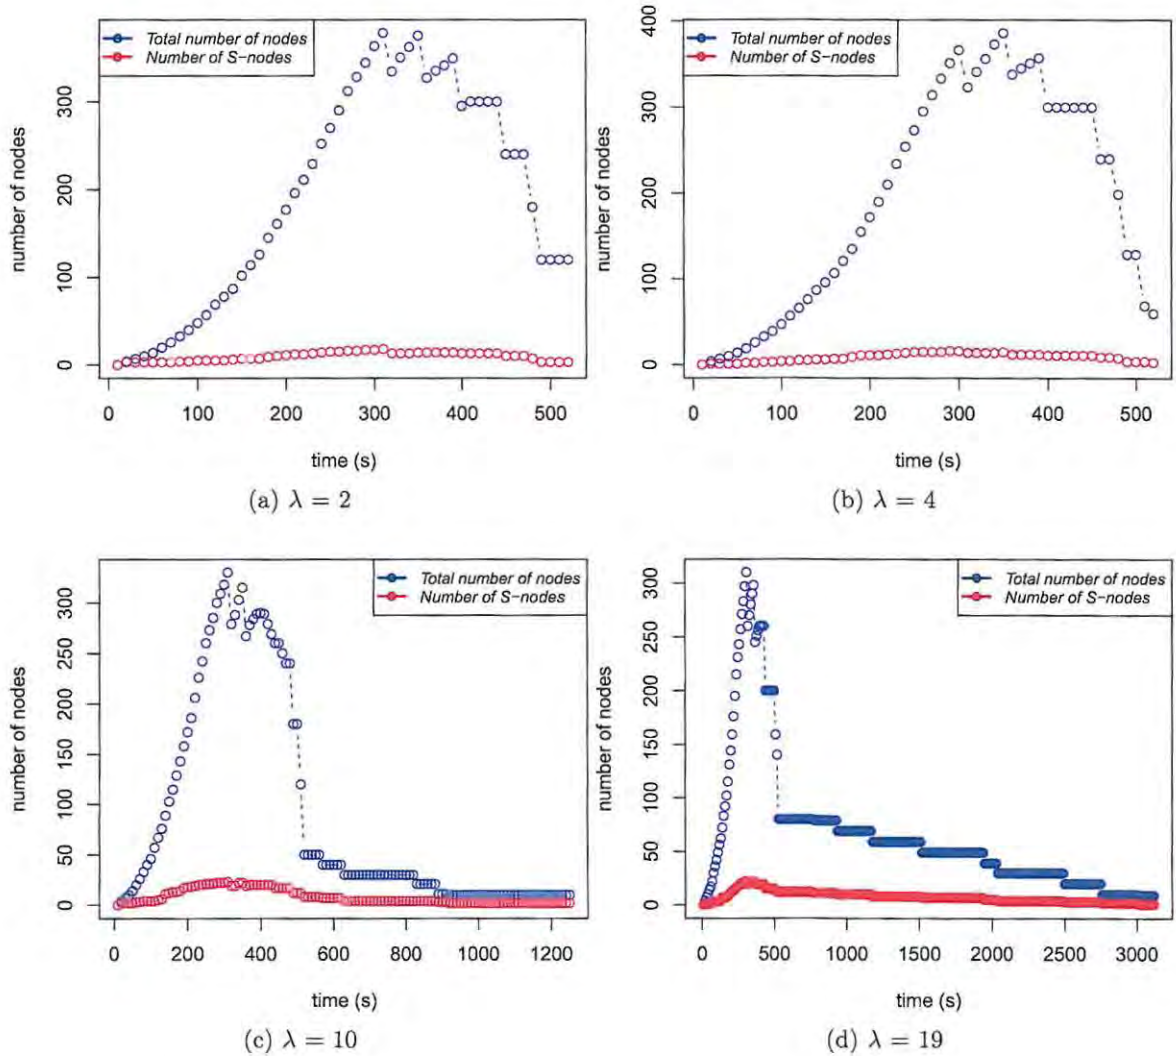 Total number of nodes
Number of S-nodes
number of nodes
0
100
200
300
0
100
200
300
400
500
time (s)
(a) λ = 2
Total number of nodes
Number of S-nodes
number of nodes
0
100
200
300
400
0
100
200
300
400
500
time (s)
(b) λ = 4
Total number of nodes
Number of S-nodes
number of nodes
0
50
100
150
200
250
300
0
200
400
600
800
1000
1200
time (s)
(c) λ = 10
Total number of nodes
Number of S-nodes
number of nodes
0
50
100
150
200
250
300
0
500
1000
1500
2000
2500
3000
time (s)
(d) λ = 19